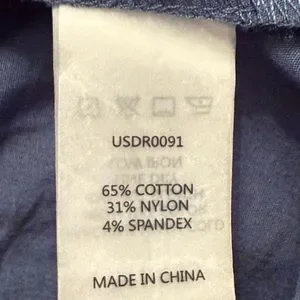 USDR0091
65% COTTON
31% NYLON
4% SPANDEX
MADE IN CHINA